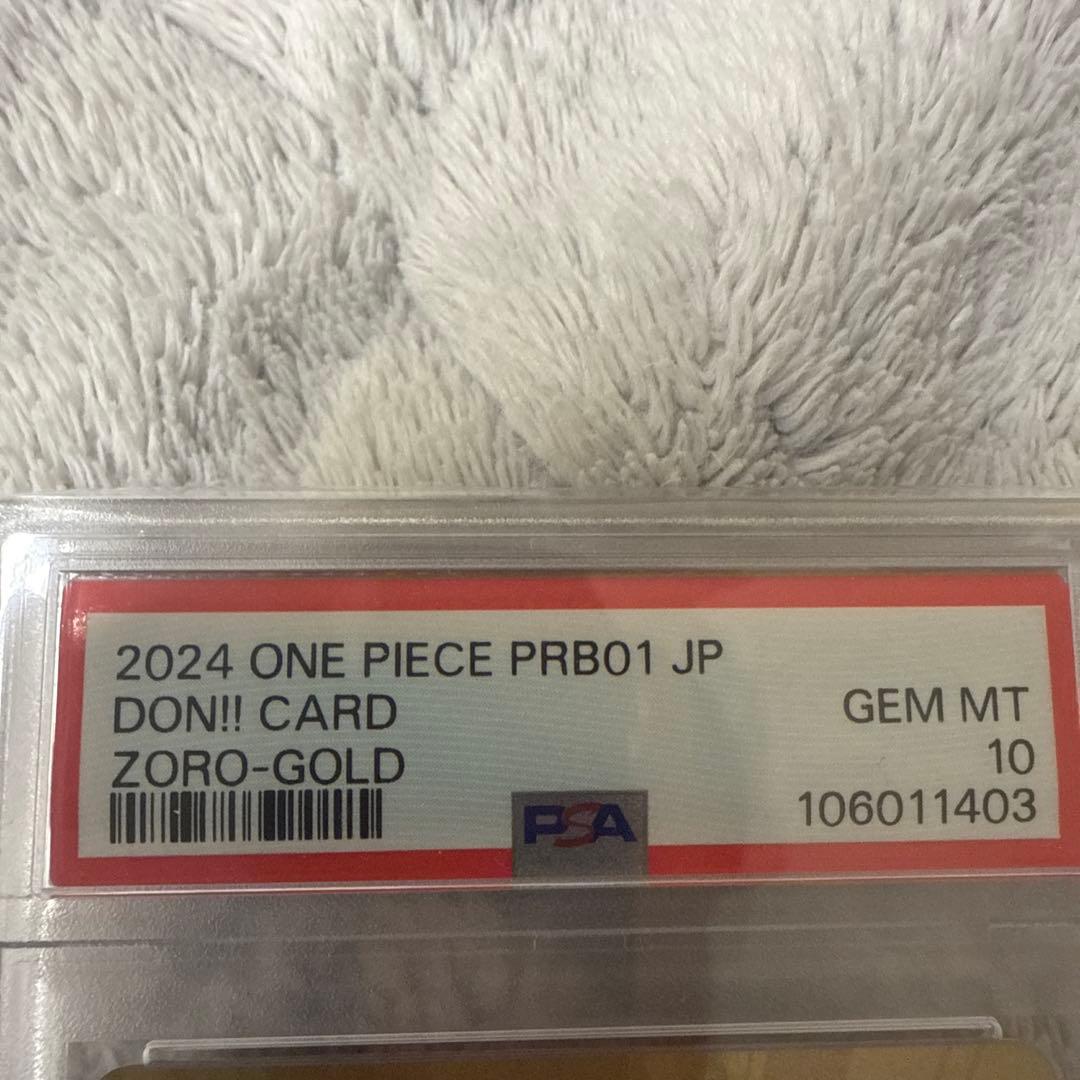 2024 ONE PIECE PRB01 JP
DON!! CARD
GEM MT
ZORO-GOLD
10
PSA
106011403